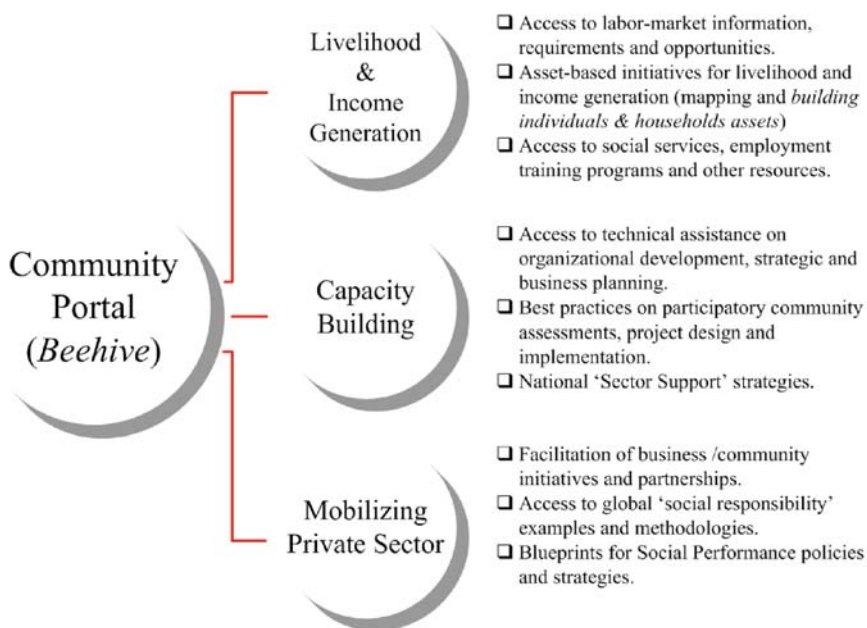 Community
Portal
(Beehive)
Livelihood
&
Income
Generation
❑ Access to labor-market information,
requirements and opportunities.
❑ Asset-based initiatives for livelihood and
income generation (mapping and building
individuals & households assets)
❑ Access to social services, employment
training programs and other resources.
Capacity
Building
❑ Access to technical assistance on
organizational development, strategic and
business planning.
❑ Best practices on participatory community
assessments, project design and
implementation.
❑ National ‘Sector Support’ strategies.
Mobilizing
Private Sector
❑ Facilitation of business /community
initiatives and partnerships.
❑ Access to global ‘social responsibility’
examples and methodologies.
❑ Blueprints for Social Performance policies
and strategies.